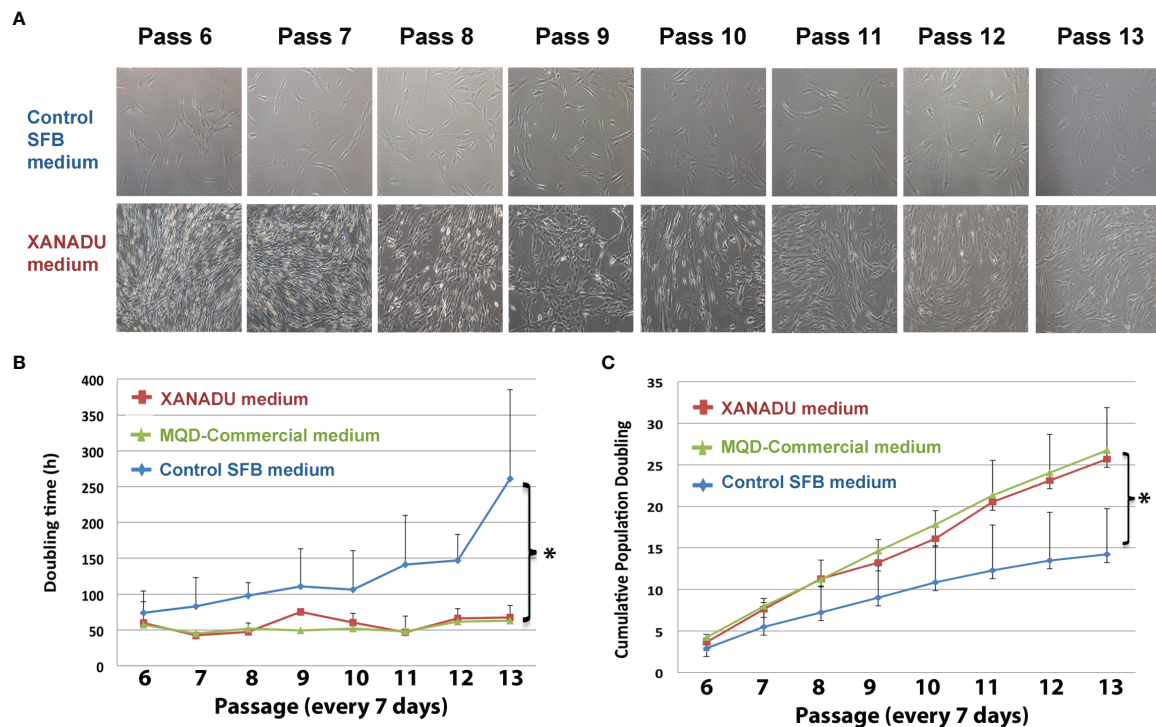 A
Pass 6 Pass 7 Pass 8 Pass 9 Pass 10 Pass 11 Pass 12 Pass 13
Control
SFB
medium
XANADU
medium
B
400
350
300
250
200
150
100
50
0
Doubling time (h)
XANADU medium
MQD-Commercial medium
Control SFB medium
*
6 7 8 9 10 11 12 13
Passage (every 7 days)
C
35
30
25
20
15
10
5
0
Cumulative Population Doubling
XANADU medium
MQD-Commercial medium
Control SFB medium
*
6 7 8 9 10 11 12 13
Passage (every 7 days)